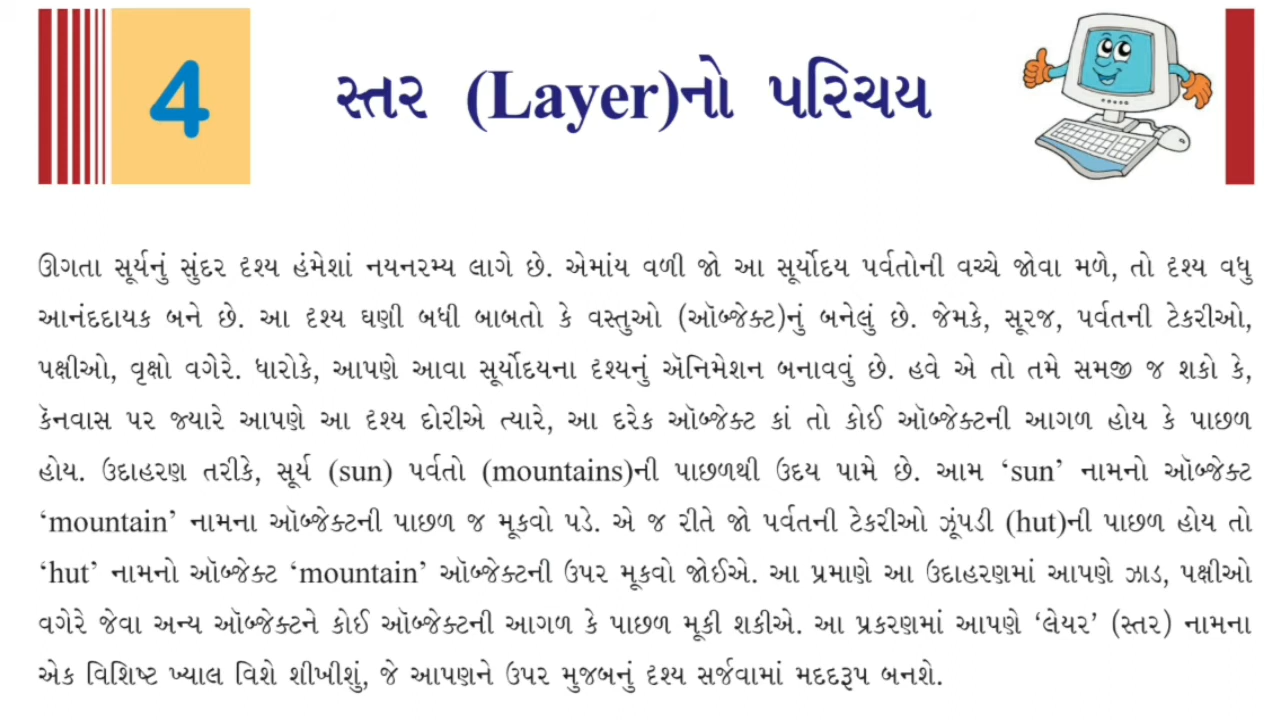 4
સ્તર (Layer)નો પરિચય
ઊગતા સૂર્યનું સુંદર દૃશ્ય હંમેશાં નયનરમ્ય લાગે છે. એમાંય વળી જો આ સૂર્યોદય પર્વતોની વચ્ચે જોવા મળે, તો દૃશ્ય વધુ
આનંદદાયક બને છે. આ દૃશ્ય ઘણી બધી બાબતો કે વસ્તુઓ (ઑબ્જેક્ટ)નું બનેલું છે. જેમકે, સૂરજ, પર્વતની ટેકરીઓ,
પક્ષીઓ, વૃક્ષો વગેરે. ધારોકે, આપણે આવા સૂર્યોદયના દૃશ્યનું ઍનિમેશન બનાવવું છે. હવે એ તો તમે સમજી જ શકો કે,
કૅનવાસ પર જ્યારે આપણે આ દૃશ્ય દોરીએ ત્યારે, આ દરેક ઑબ્જેક્ટ કાં તો કોઈ ઑબ્જેક્ટની આગળ હોય કે પાછળ
હોય. ઉદાહરણ તરીકે, સૂર્ય (sun) પર્વતો (mountains)ની પાછળથી ઉદય પામે છે. આમ ‘sun’ નામનો ઑબ્જેક્ટ
‘mountain’ નામના ઑબ્જેક્ટની પાછળ જ મૂકવો પડે. એ જ રીતે જો પર્વતની ટેકરીઓ ઝૂંપડી (hut)ની પાછળ હોય તો
‘hut’ નામનો ઑબ્જેક્ટ ‘mountain’ ઑબ્જેક્ટની ઉપર મૂકવો જોઈએ. આ પ્રમાણે આ ઉદાહરણમાં આપણે ઝાડ, પક્ષીઓ
વગેરે જેવા અન્ય ઑબ્જેક્ટને કોઈ ઑબ્જેક્ટની આગળ કે પાછળ મૂકી શકીએ. આ પ્રકરણમાં આપણે ‘લેયર’ (સ્તર) નામના
એક વિશિષ્ટ ખ્યાલ વિશે શીખીશું, જે આપણને ઉપર મુજબનું દૃશ્ય સર્જવામાં મદદરૂપ બનશે.